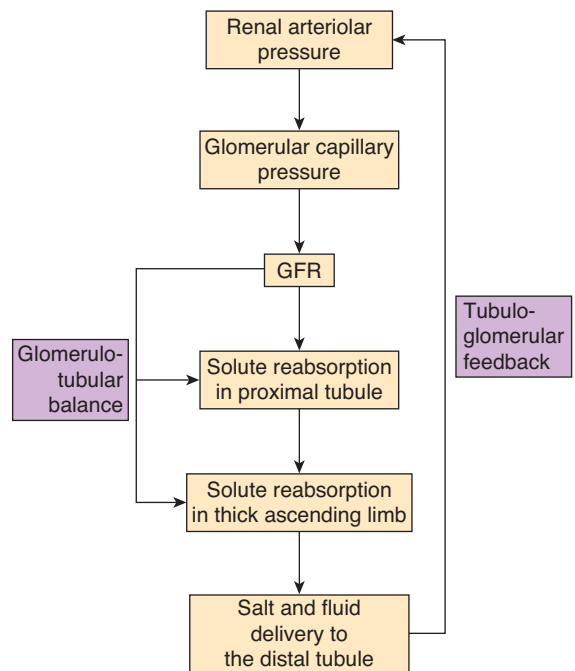 Renal arteriolar
pressure
Glomerular capillary
pressure
GFR
Glomerulo-
tubular
balance
Tubulo-
glomerular
feedback
Solute reabsorption
in proximal tubule
Solute reabsorption
in thick ascending limb
Salt and fluid
delivery to
the distal tubule